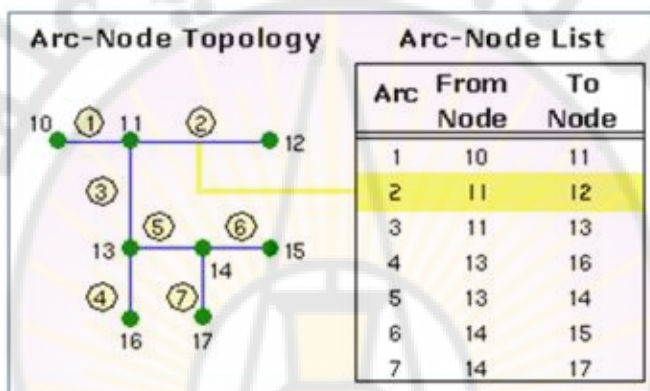 Arc-Node Topology
10 1 11 2 12
3
5 6
13 14 15
4 7
16 17
Arc-Node List
Arc From Node To Node
1 10 11
2 11 12
3 11 13
4 13 16
5 13 14
6 14 15
7 14 17